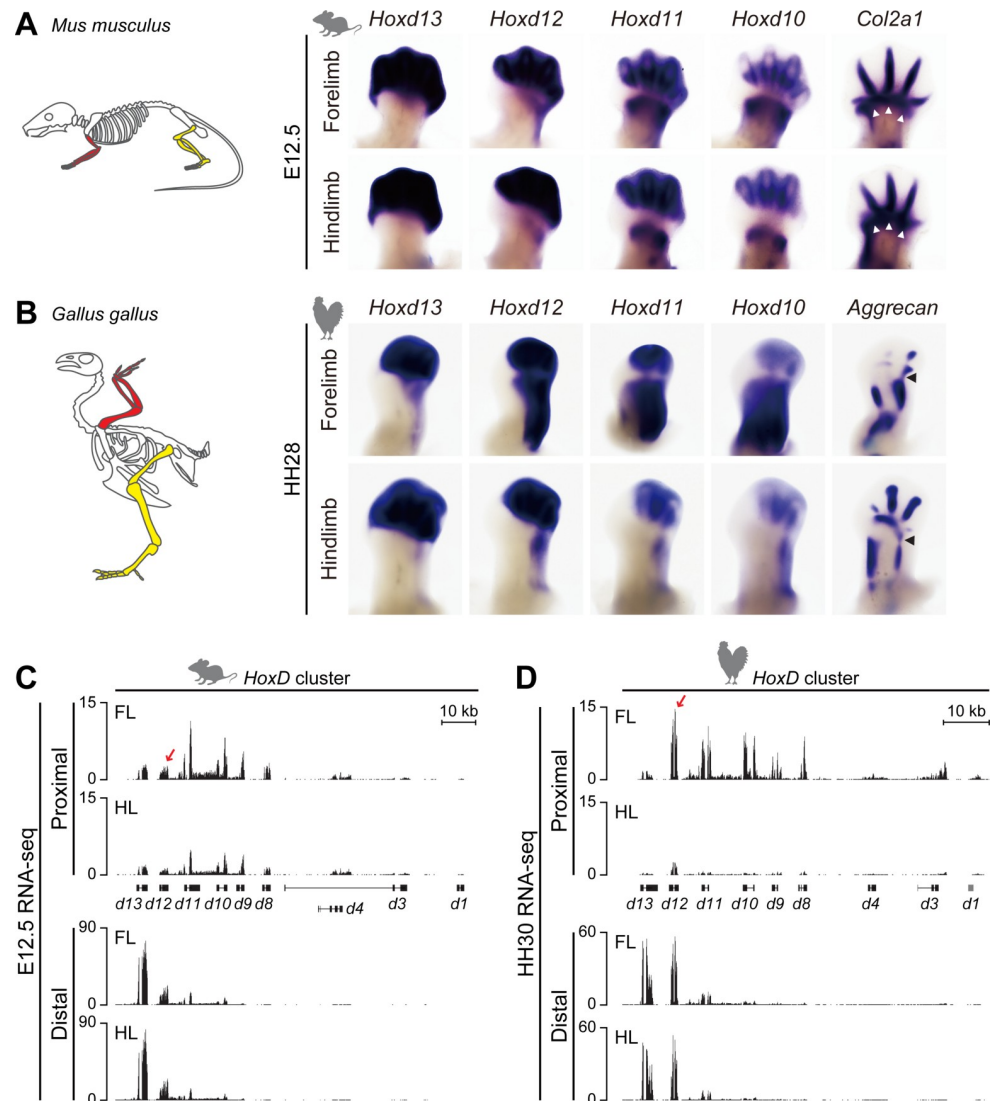 A Mus musculus
Hoxd13 Hoxd12 Hoxd11 Hoxd10 Col2a1
E12.5
Forelimb
Hindlimb
B Gallus gallus
Hoxd13 Hoxd12 Hoxd11 Hoxd10 Aggrecan
HH28
Forelimb
Hindlimb
C
HoxD cluster
10 kb
E12.5 RNA-seq
Proximal
15
FL
0
15
HL
0
d13 d12 d11 d10 d9 d8 d3 d1
d4
Distal
90
FL
0
90
HL
0
D
HoxD cluster
10 kb
HH30 RNA-seq
Proximal
15
FL
0
15
HL
0
d13 d12 d11 d10 d9 d8 d4 d3 d1
Distal
60
FL
0
60
HL
0